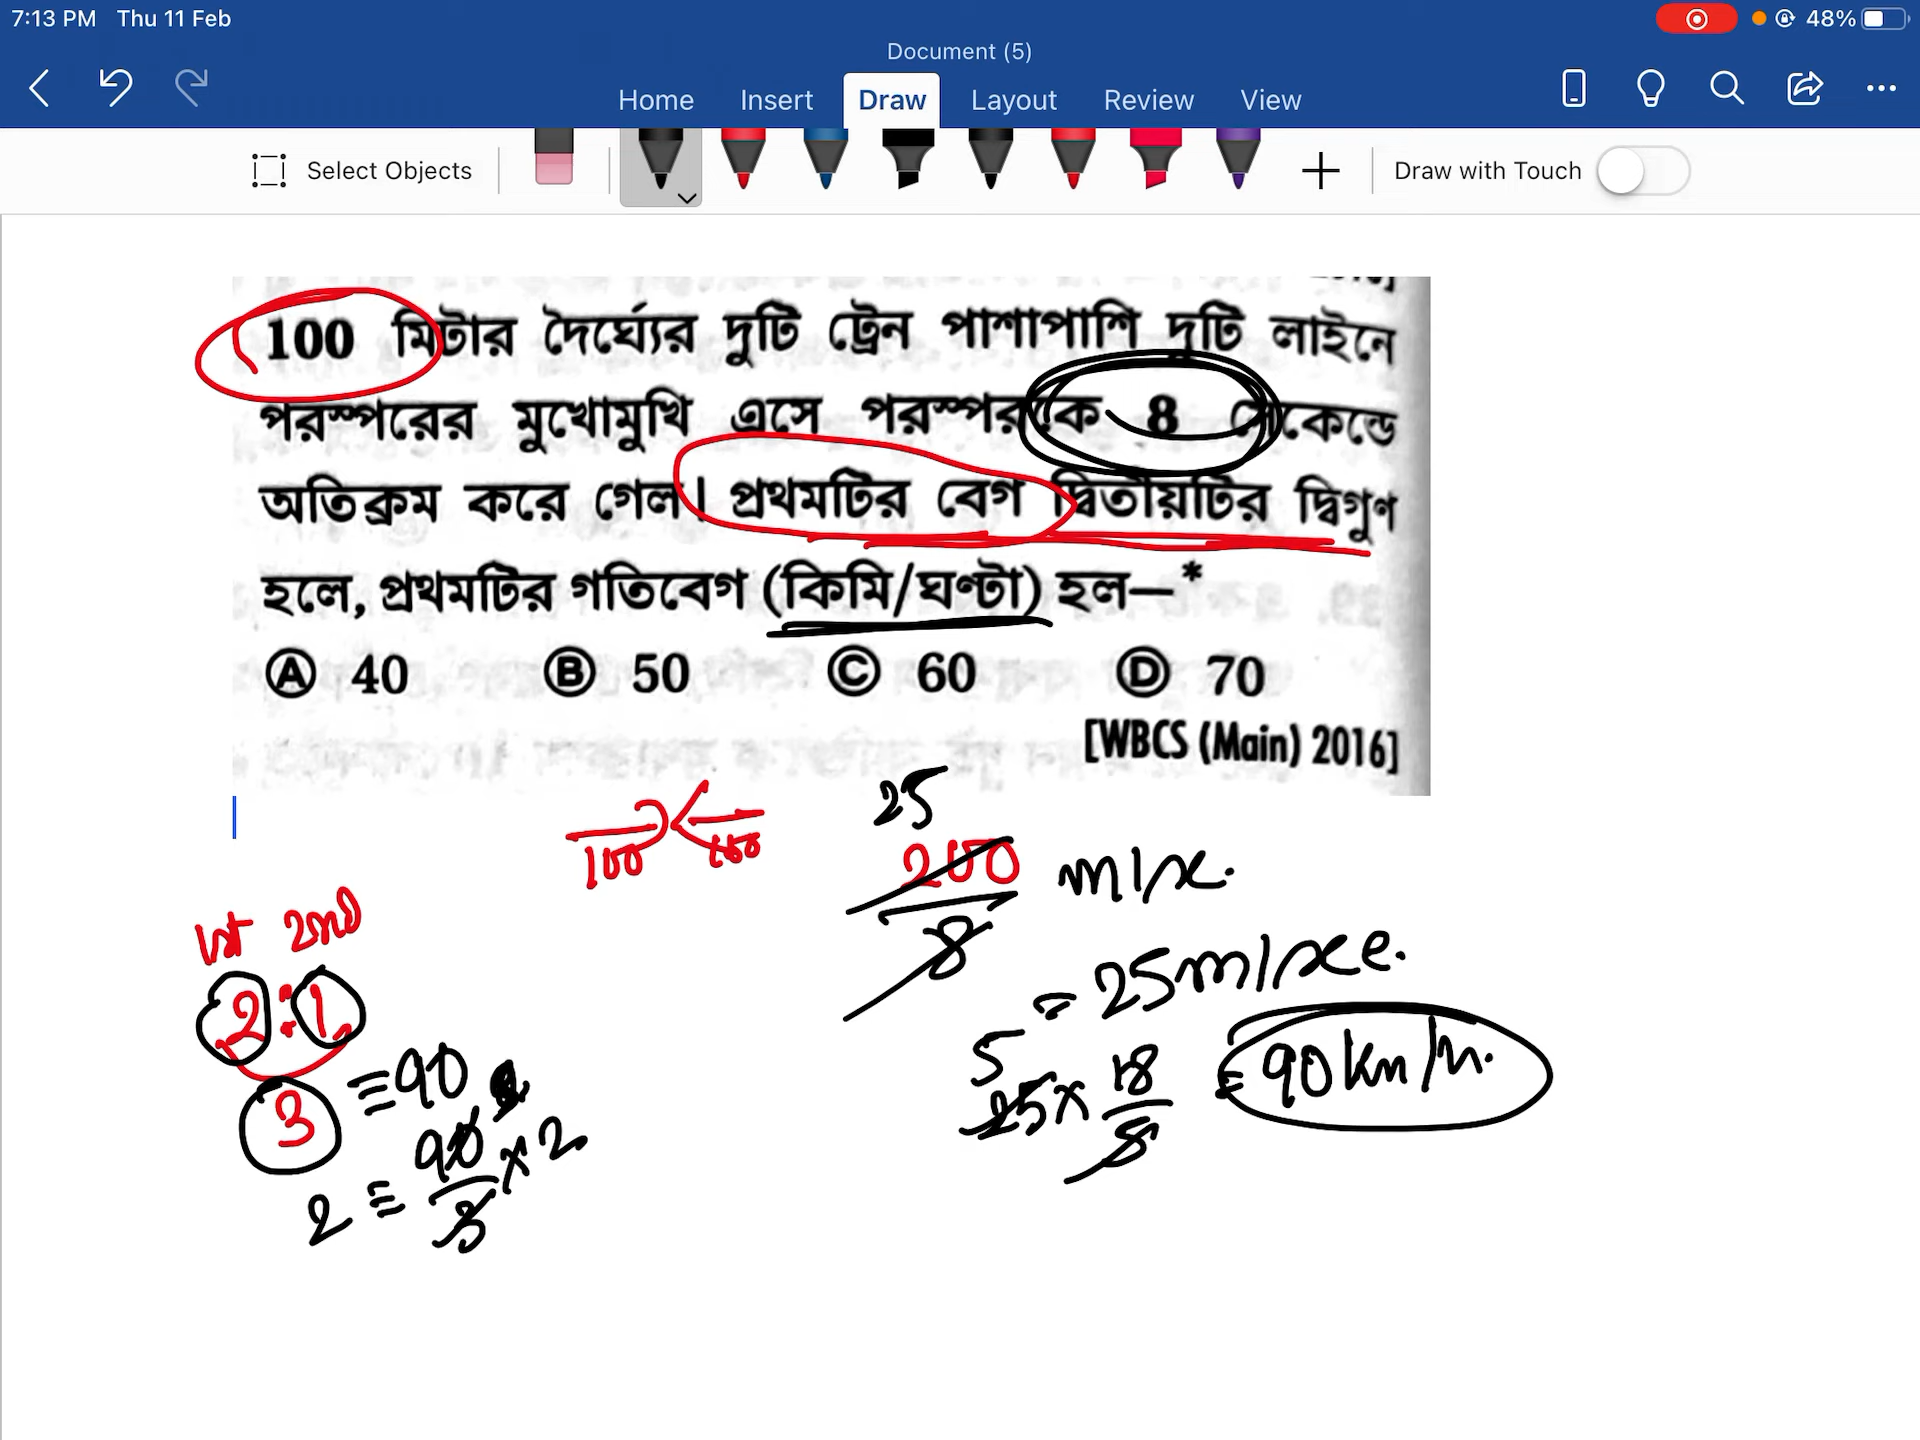 7:13 PM Thu 11 Feb
48%
Document (5)
Home Insert Draw Layout Review View
Select Objects
Draw with Touch
100 মিটার দৈর্ঘ্যের দুটি ট্রেন পাশাপাশি দুটি লাইনে
পরস্পরের মুখোমুখি এসে পরস্পরকে 8 সেকেন্ডে
অতিক্রম করে গেল। প্রথমটির বেগ দ্বিতীয়টির দ্বিগুণ
হলে, প্রথমটির গতিবেগ (কিমি/ঘণ্টা) হল—*
Ⓐ 40 Ⓑ 50 Ⓒ 60 Ⓓ 70
[WBCS (Main) 2016]
100 100
25
200 m/se.
8
= 25m/sec.
1st 2nd
2:1
3 ≡ 90
2 ≡ 90/3 × 2
5
25 × 18/5 = 90 km/h.